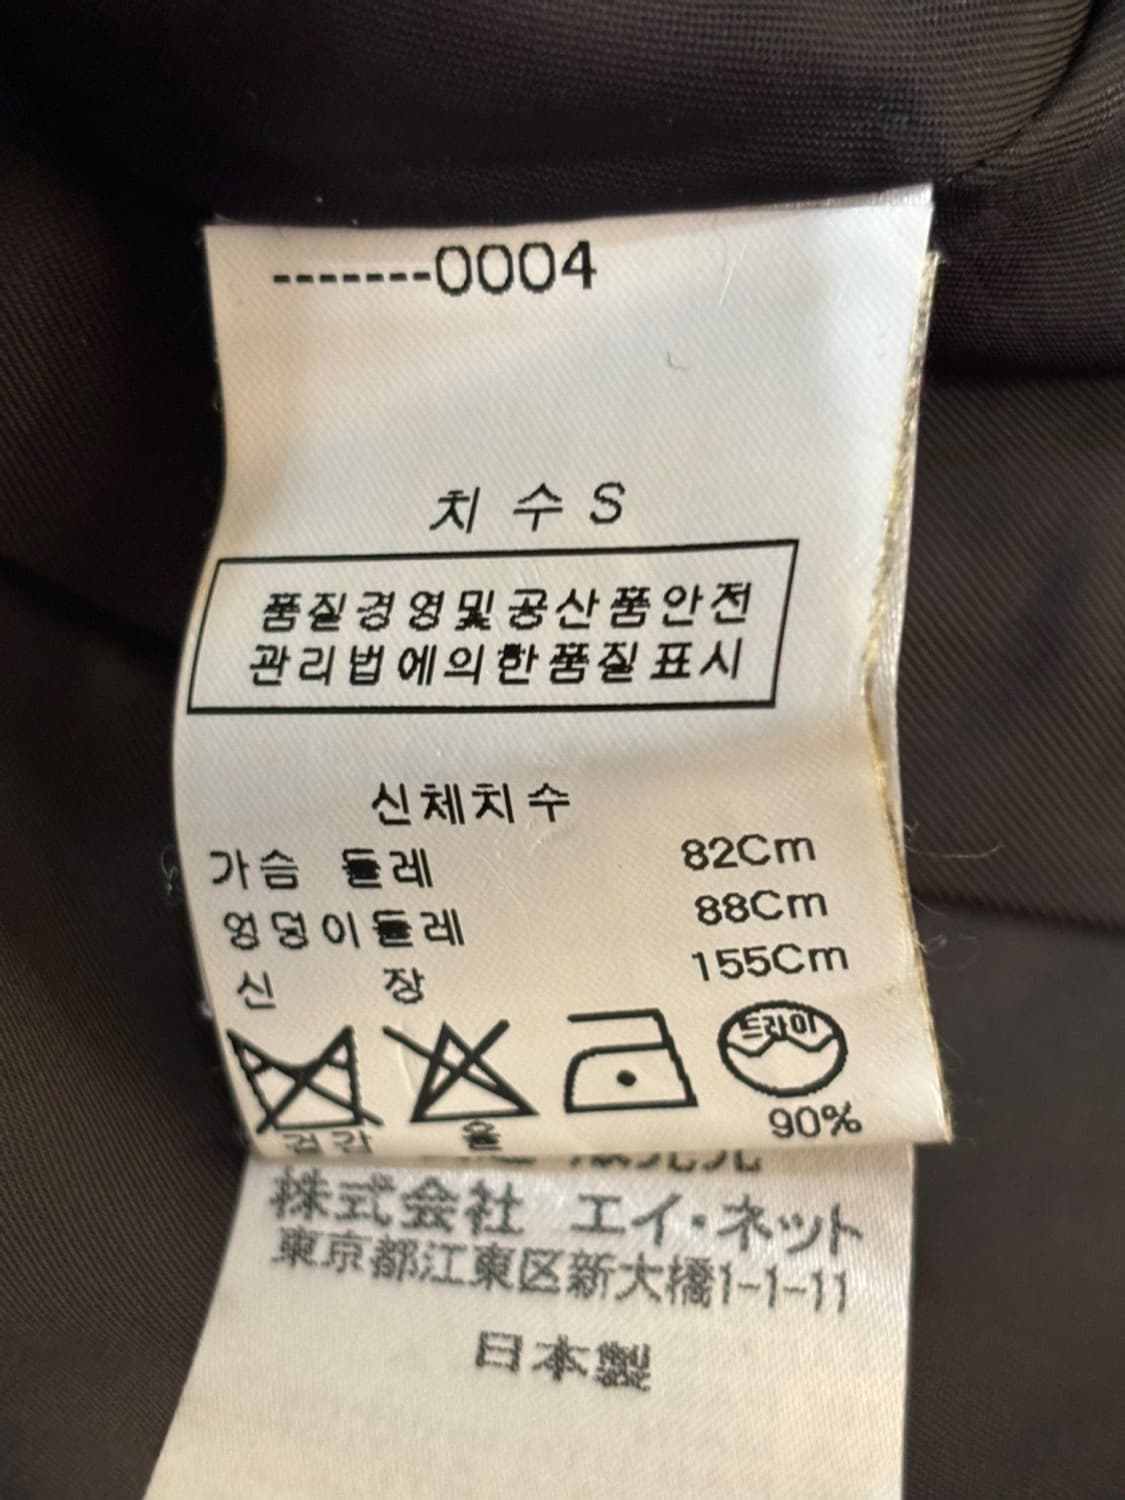 -------0004
치 수 S
품질경영및공산품안전
관리법에의한품질표시
신체치수
가슴 둘레 82Cm
엉덩이둘레 88Cm
신 장 155Cm
드라이
겉감 울 90%
株式会社 エイ・ネット
東京都江東区新大橋1-1-11
日本製